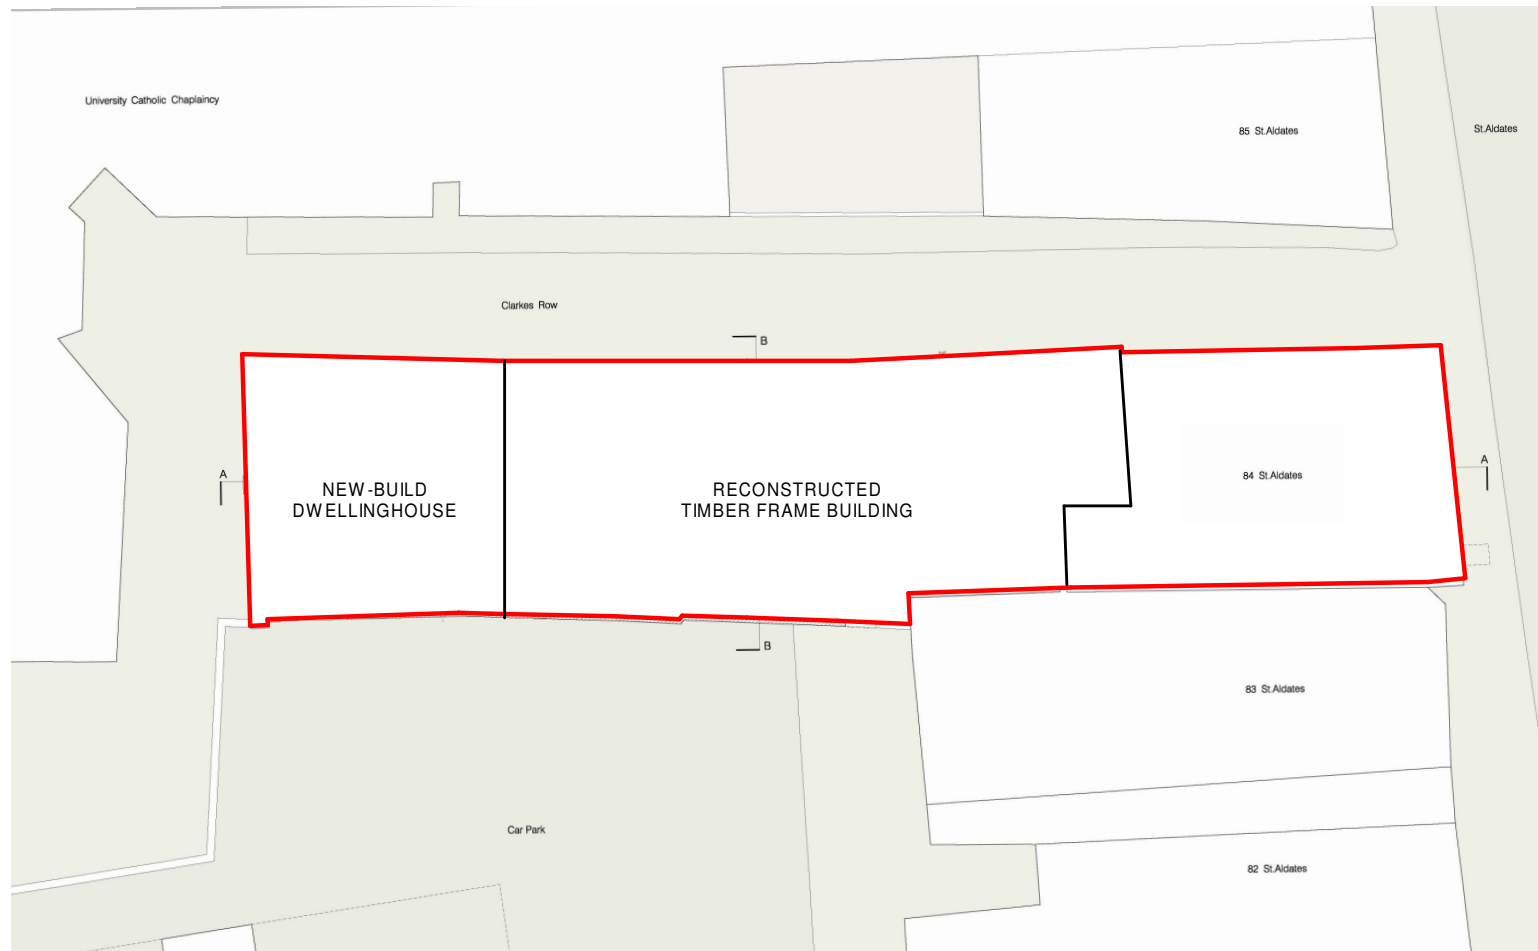 University Catholic Chaplaincy
85 St.Aldates
St.Aldates
Clarkes Row
B
A
NEW-BUILD
DWELLINGHOUSE
RECONSTRUCTED
TIMBER FRAME BUILDING
84 St.Aldates
A
B
83 St.Aldates
Car Park
82 St.Aldates